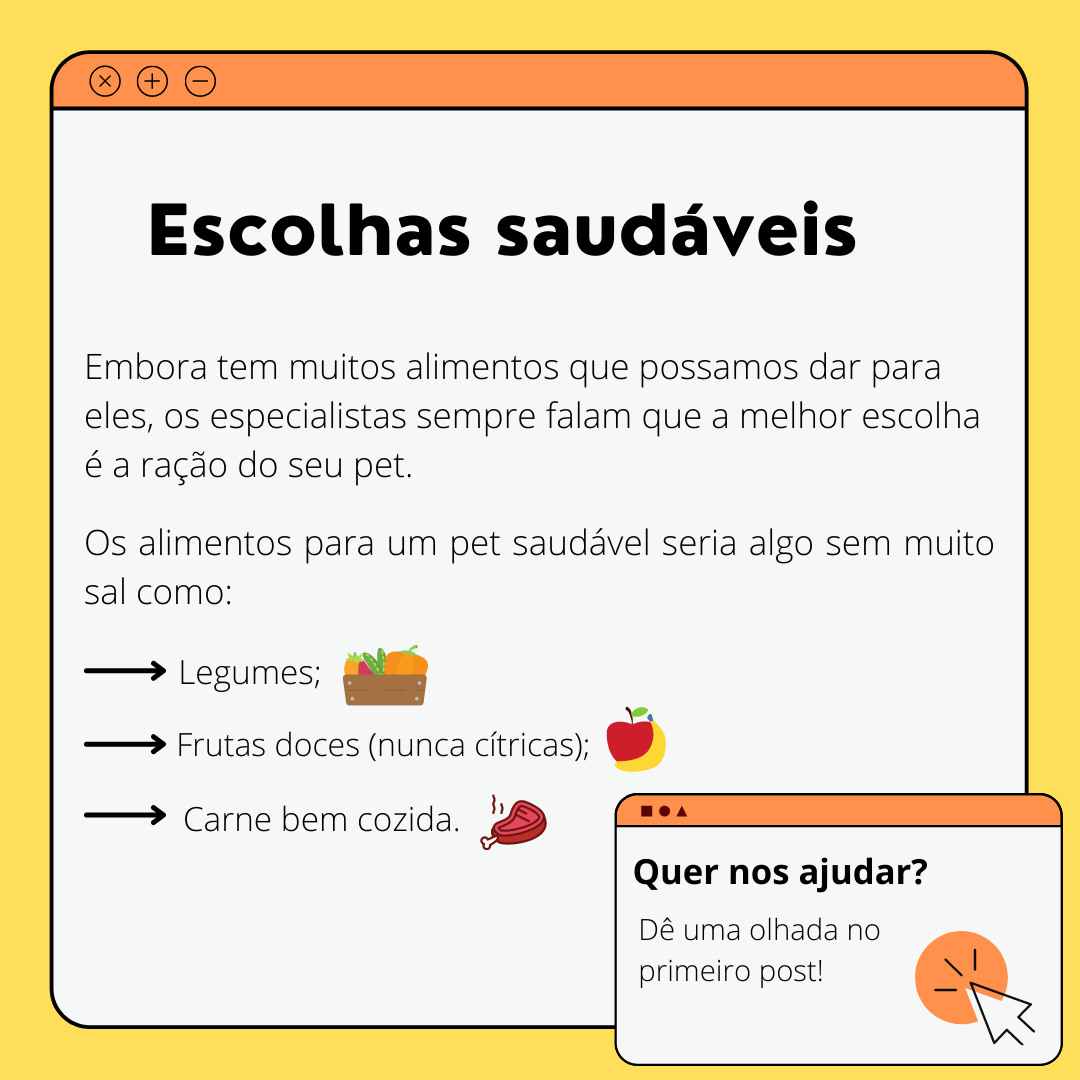 Escolhas saudáveis
Embora tem muitos alimentos que possamos dar para
eles, os especialistas sempre falam que a melhor escolha
é a ração do seu pet.
Os alimentos para um pet saudável seria algo sem muito
sal como:
Legumes;
Frutas doces (nunca cítricas);
Carne bem cozida.
Quer nos ajudar?
Dê uma olhada no
primeiro post!